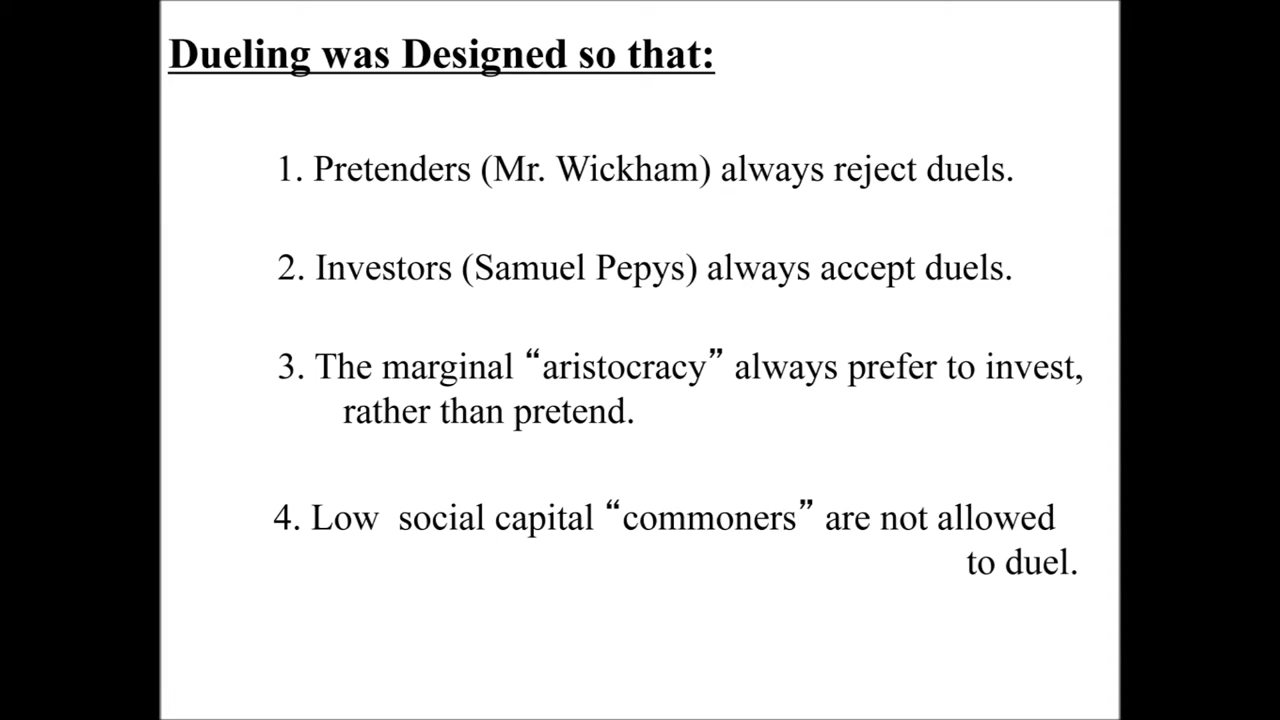 Dueling was Designed so that:
1. Pretenders (Mr. Wickham) always reject duels.
2. Investors (Samuel Pepys) always accept duels.
3. The marginal “aristocracy” always prefer to invest,
rather than pretend.
4. Low  social capital “commoners” are not allowed
to duel.